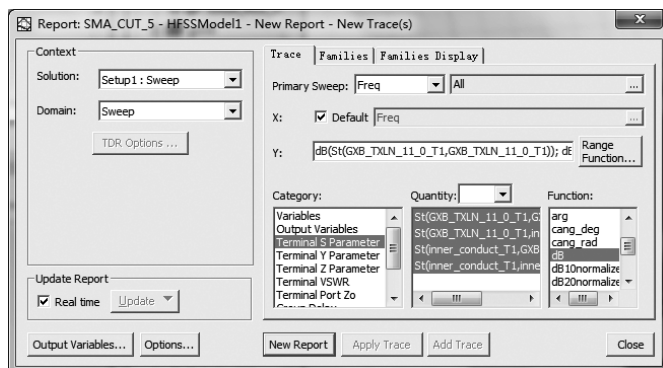 Report: SMA_CUT_5 - HFSSModel1 - New Report - New Trace(s)
Context
Solution: Setup1 : Sweep
Domain: Sweep
TDR Options ...
Update Report
Real time Update
Output Variables... Options...
Trace Families Families Display
Primary Sweep: Freq All ...
X: Default Freq ...
Y: dB(St(GXB_TXLN_11_0_T1,GXB_TXLN_11_0_T1)); dE
Range Function...
Category:
Variables
Output Variables
Terminal S Parameter
Terminal Y Parameter
Terminal Z Parameter
Terminal VSWR
Terminal Port Zo
Group Delay
Quantity:
St(GXB_TXLN_11_0_T1,G
St(GXB_TXLN_11_0_T1,in
St(inner_conduct_T1,GXB
St(inner_conduct_T1,inne
Function:
arg
cang_deg
cang_rad
dB
dB10normalize
dB20normalize
New Report Apply Trace Add Trace Close